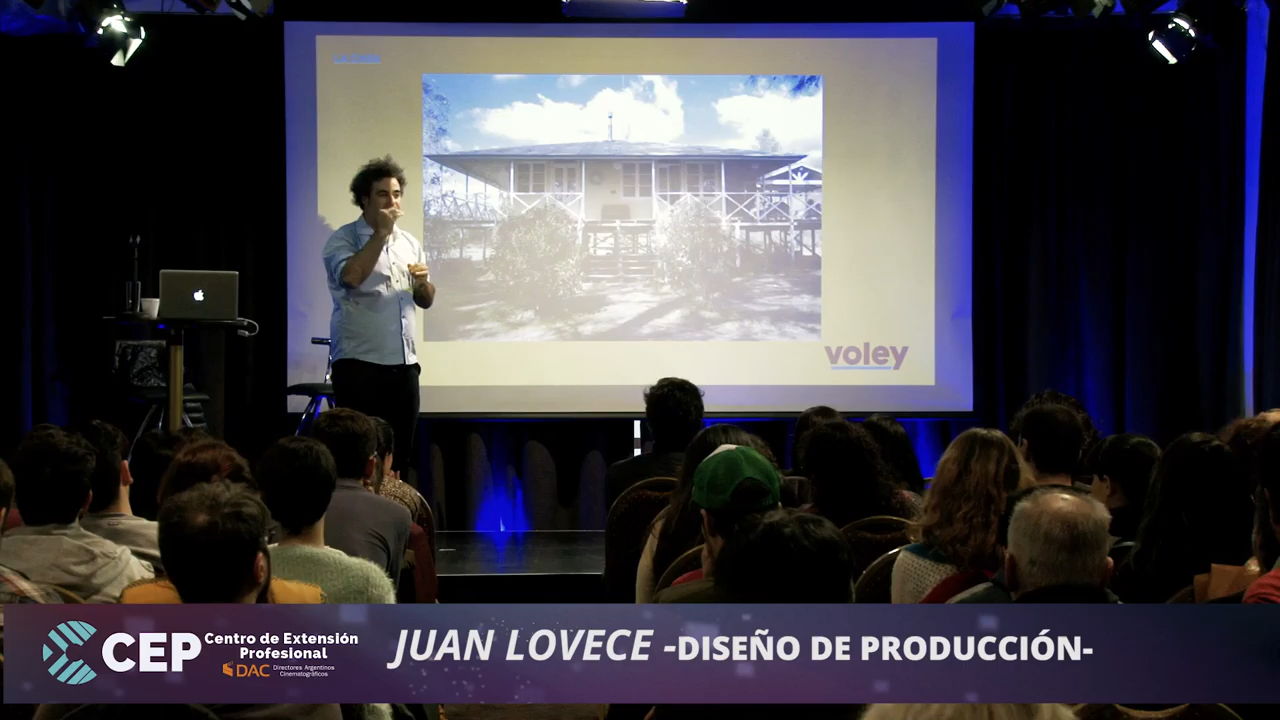 voley
CEP
Centro de Extensión
Profesional
DAC
Directores Argentinos
Cinematográficos
JUAN LOVECE -DISEÑO DE PRODUCCIÓN-